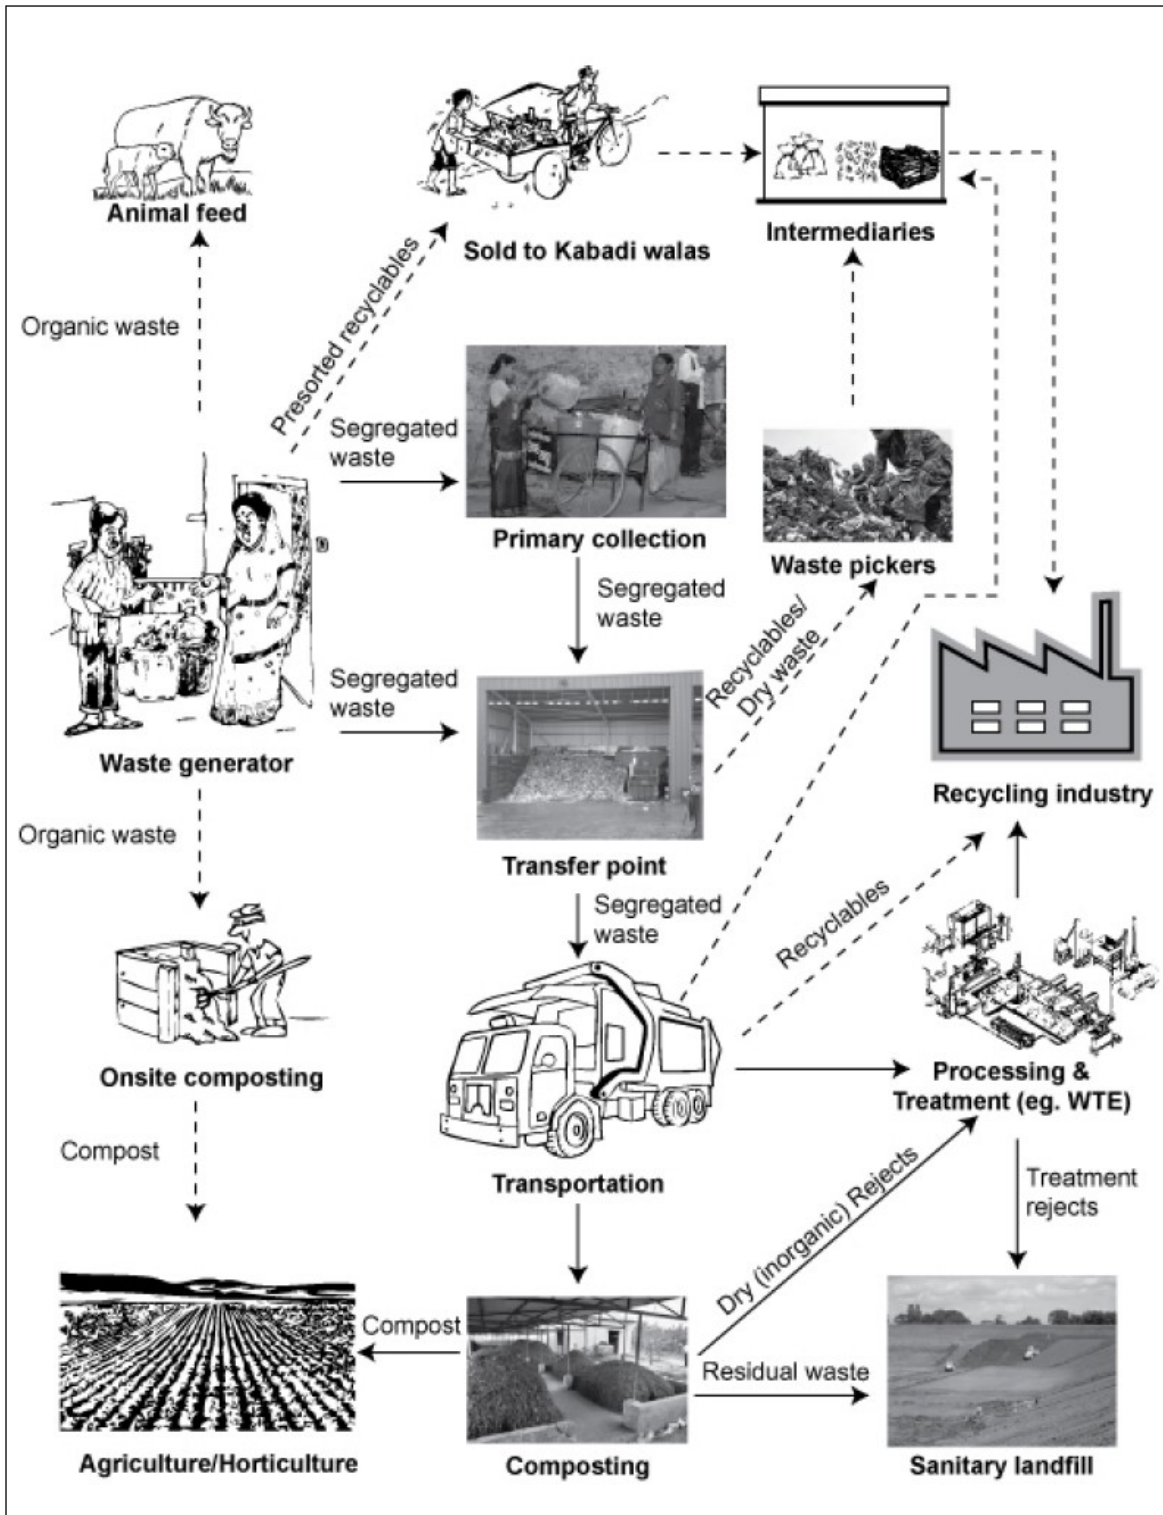 Animal feed
Sold to Kabadi walas
Intermediaries
Organic waste
Presorted recyclables
Segregated
waste
Primary collection
Waste pickers
Segregated
waste
Recyclables/
Dry waste
Segregated
waste
Waste generator
Recycling industry
Organic waste
Transfer point
Segregated
waste
Recyclables
Onsite composting
Processing &
Treatment (eg. WTE)
Compost
Transportation
Treatment
rejects
Dry (inorganic) Rejects
Compost
Residual waste
Agriculture/Horticulture
Composting
Sanitary landfill